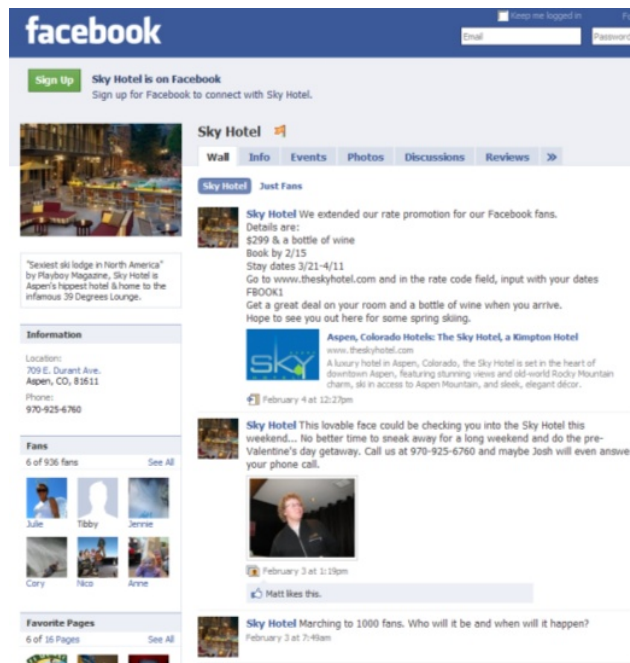 Keep me logged in
facebook
Email
Password
Sign Up
Sky Hotel is on Facebook
Sign up for Facebook to connect with Sky Hotel.
Sky Hotel
Wall Info Events Photos Discussions Reviews »
Sky Hotel Just Fans
Sky Hotel We extended our rate promotion for our Facebook fans.
Details are:
$299 & a bottle of wine
Book by 2/15
Stay dates 3/21-4/11
Go to www.theskyhotel.com and in the rate code field, input with your dates
FBOOK1
Get a great deal on your room and a bottle of wine when you arrive.
Hope to see you out here for some spring skiing.
SKY
Aspen, Colorado Hotels: The Sky Hotel, a Kimpton Hotel
www.theskyhotel.com
A luxury hotel in Aspen, Colorado, the Sky Hotel is set in the heart of
downtown Aspen, featuring stunning views and old-world Rocky Mountain
charm, ski in access to Aspen Mountain, and sleek, elegant décor.
February 4 at 12:27pm
Sky Hotel This lovable face could be checking you into the Sky Hotel this
weekend... No better time to sneak away for a long weekend and do the pre-
Valentine's day getaway. Call us at 970-925-6760 and maybe Josh will even answe
your phone call.
February 3 at 1:19pm
Matt likes this.
Sky Hotel Marching to 1000 fans. Who will it be and when will it happen?
February 3 at 7:49am
"Sexiest ski lodge in North America"
by Playboy Magazine, Sky Hotel is
Aspen's hippest hotel & home to the
infamous 39 Degrees Lounge.
Information
Location:
709 E. Durant Ave.
Aspen, CO, 81611
Phone:
970-925-6760
Fans
6 of 936 fans See All
Julie Tibby Jennie
Cory Nico Anne
Favorite Pages
6 of 16 Pages See All